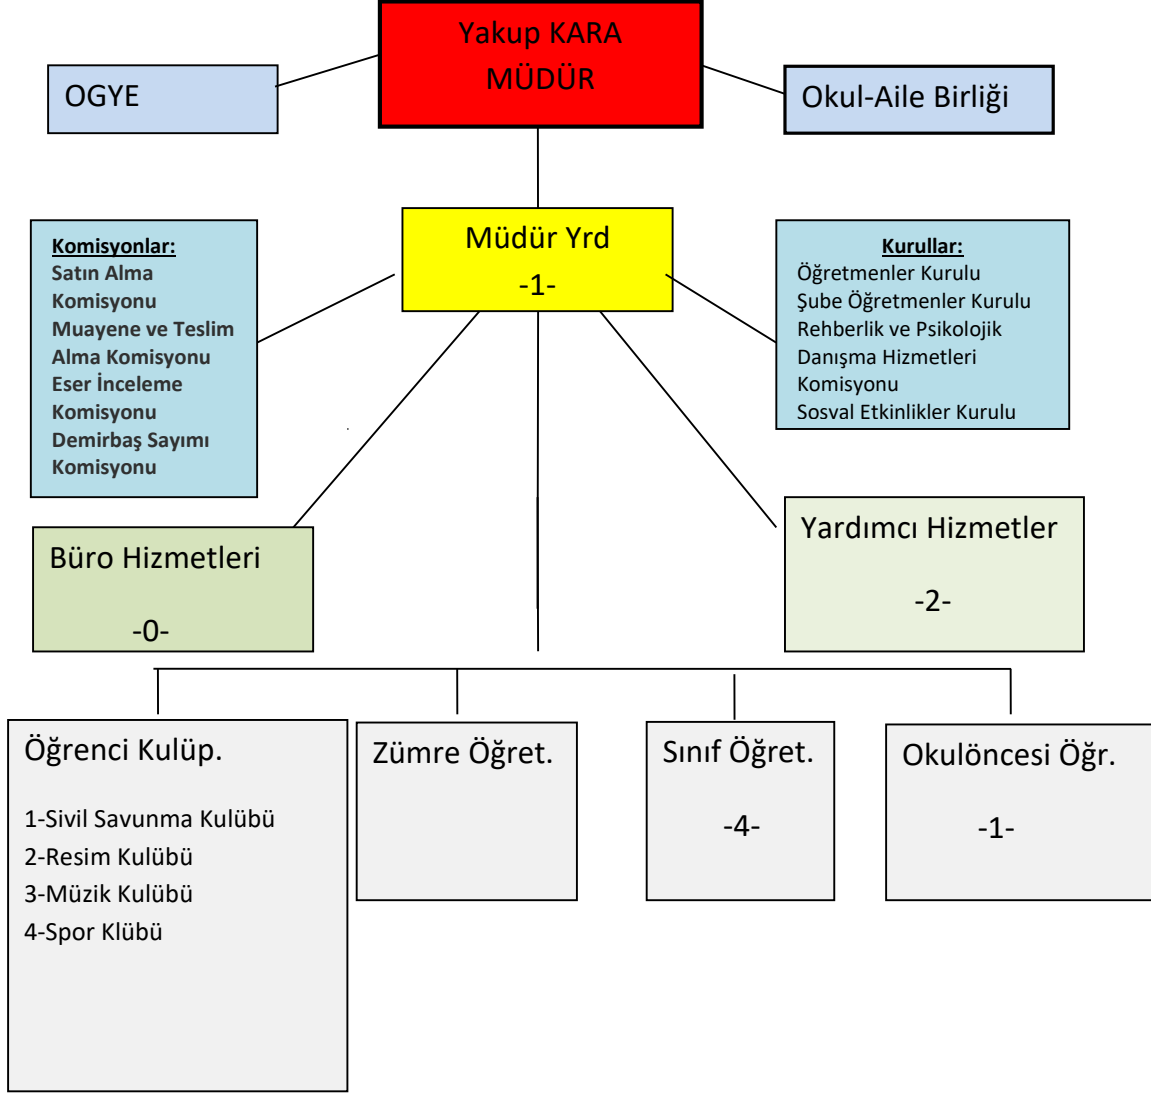 Yakup KARA
MÜDÜR
OGYE
Okul-Aile Birliği
Müdür Yrd
-1-
Komisyonlar:
Satın Alma
Komisyonu
Muayene ve Teslim
Alma Komisyonu
Eser İnceleme
Komisyonu
Demirbaş Sayımı
Komisyonu
Kurullar:
Öğretmenler Kurulu
Şube Öğretmenler Kurulu
Rehberlik ve Psikolojik
Danışma Hizmetleri
Komisyonu
Sosval Etkinlikler Kurulu
Büro Hizmetleri
-0-
Yardımcı Hizmetler
-2-
Öğrenci Kulüp.
1-Sivil Savunma Kulübü
2-Resim Kulübü
3-Müzik Kulübü
4-Spor Klübü
Zümre Öğret.
Sınıf Öğret.
-4-
Okulöncesi Öğr.
-1-